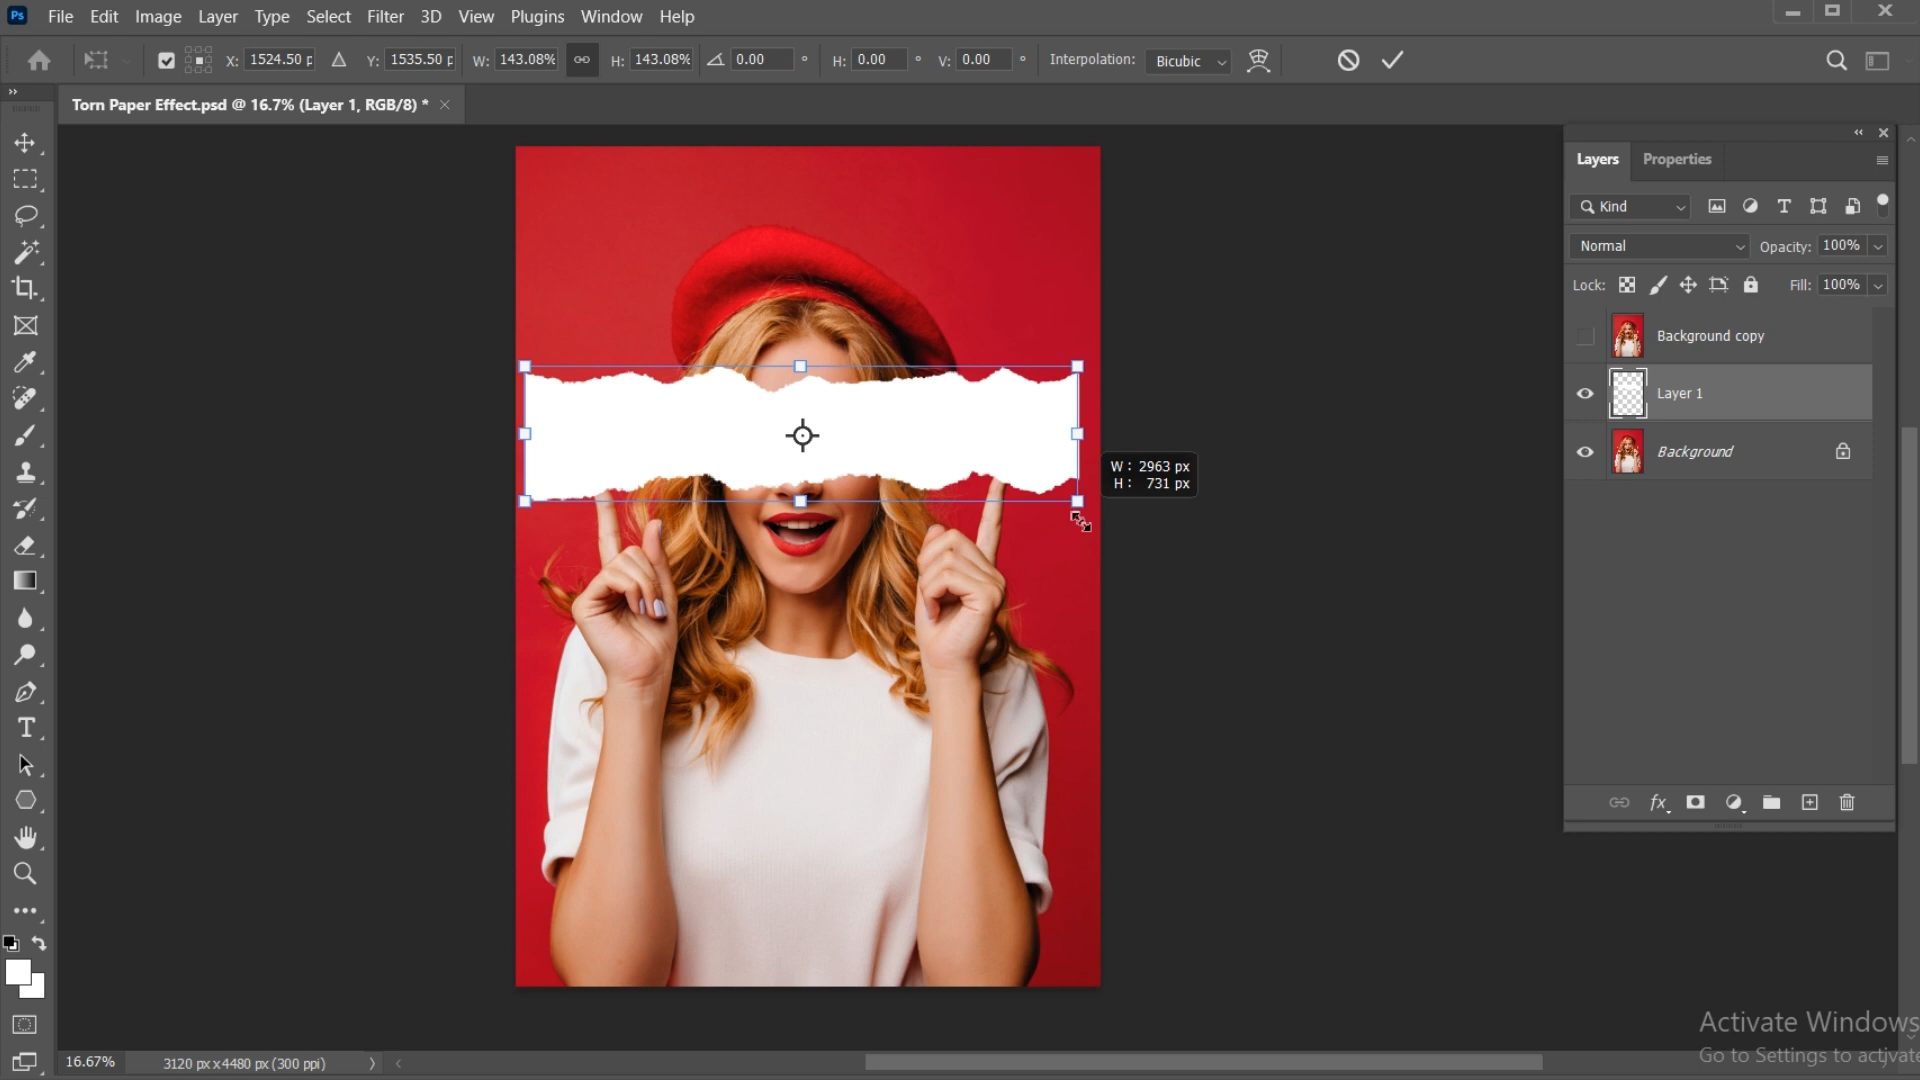 Ps File Edit Image Layer Type Select Filter 3D View Plugins Window Help
X: 1524.50 p Y: 1535.50 p W: 143.08% H: 143.08% 0.00 ° H: 0.00 ° V: 0.00 ° Interpolation: Bicubic
Torn Paper Effect.psd @ 16.7% (Layer 1, RGB/8) *
Layers Properties
Kind
Normal Opacity: 100%
Lock: Fill: 100%
Background copy
Layer 1
Background
W : 2963 px
H : 731 px
fx
Activate Windows
Go to Settings to activate
16.67% 3120 px x 4480 px (300 ppi)